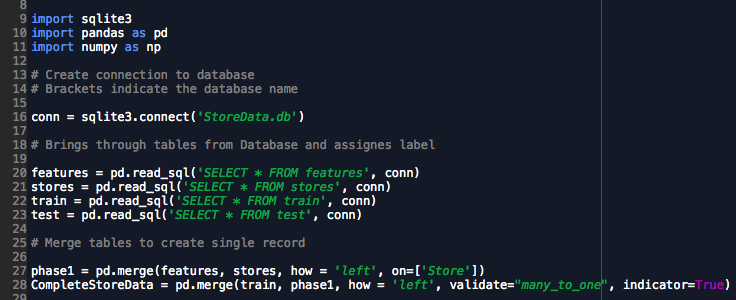 8
9 import sqlite3
10 import pandas as pd
11 import numpy as np
12
13 # Create connection to database
14 # Brackets indicate the database name
15
16 conn = sqlite3.connect('StoreData.db')
17
18 # Brings through tables from Database and assignes label
19
20 features = pd.read_sql('SELECT * FROM features', conn)
21 stores = pd.read_sql('SELECT * FROM stores', conn)
22 train = pd.read_sql('SELECT * FROM train', conn)
23 test = pd.read_sql('SELECT * FROM test', conn)
24
25 # Merge tables to create single record
26
27 phase1 = pd.merge(features, stores, how = 'left', on=['Store'])
28 CompleteStoreData = pd.merge(train, phase1, how = 'left', validate="many_to_one", indicator=True)